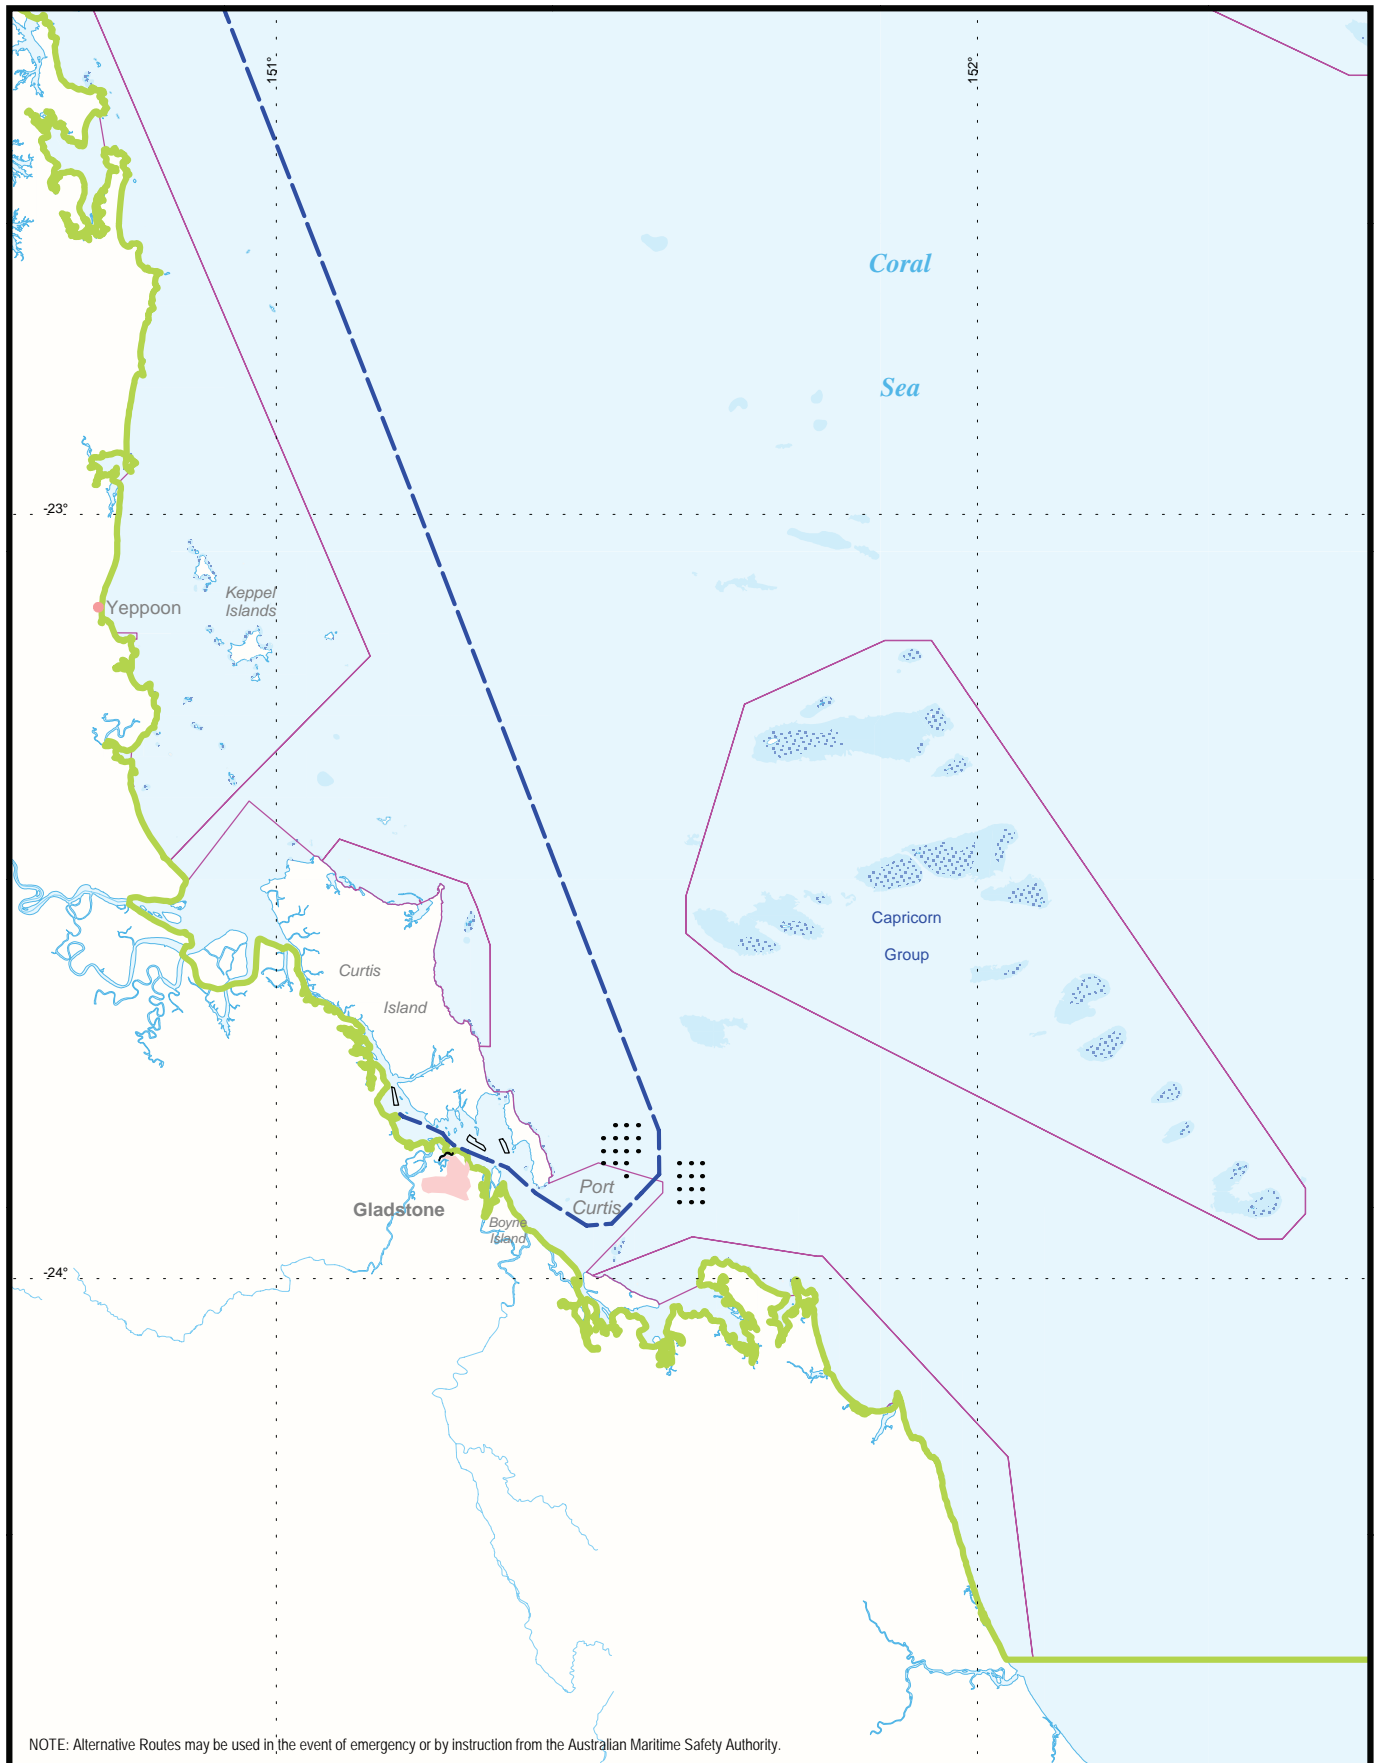 151°
152°
Coral
Sea
-23°
Keppel
Islands
Yeppoon
Capricorn
Group
Curtis
Island
Port
Curtis
Gladstone
Boyne
Island
-24°
NOTE: Alternative Routes may be used in the event of emergency or by instruction from the Australian Maritime Safety Authority.